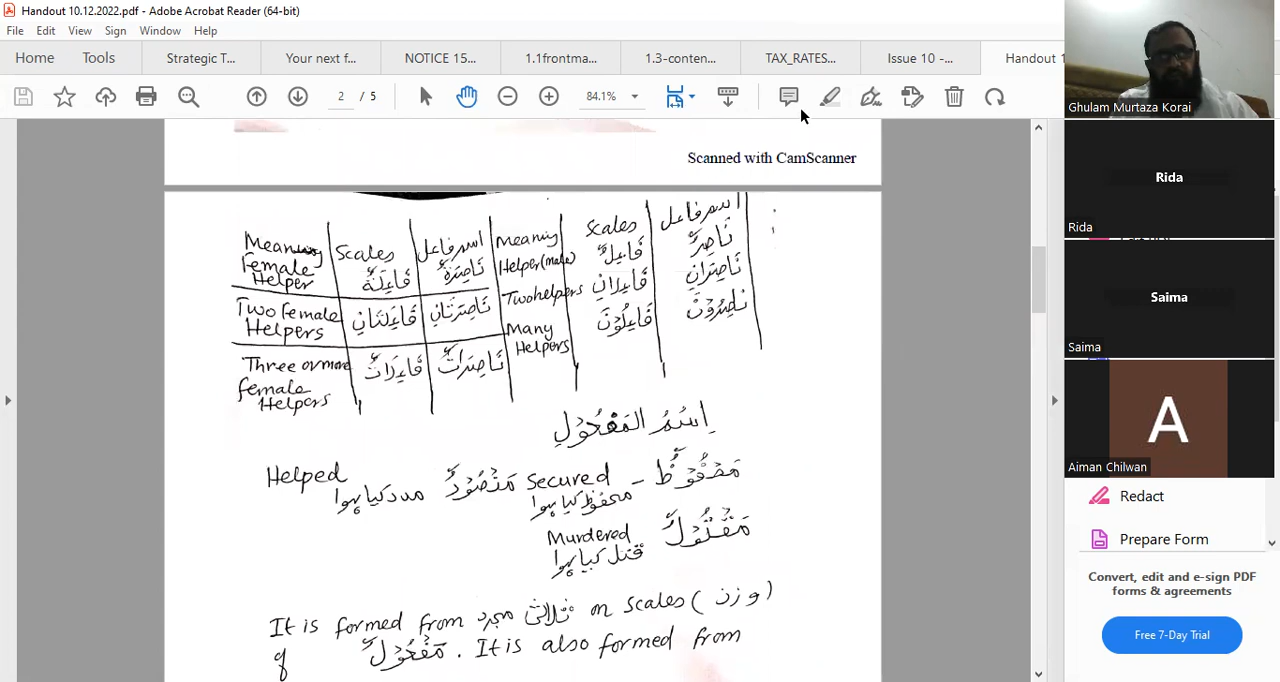 Handout 10.12.2022.pdf - Adobe Acrobat Reader (64-bit)
File Edit View Sign Window Help
Home Tools Strategic T... Your next f... NOTICE 15... 1.1frontma... 1.3-conten... TAX_RATES... Issue 10 -... Handout 1
2 / 5 84.1%
Scanned with CamScanner
Meaning Scales اسم فاعل Meaning Scales اسم فاعل
Female Helper فَاعِلَةٌ نَاصِرَةٌ Helper(male) فَاعِلٌ نَاصِرٌ
Two Female Helpers فَاعِلَتَانِ نَاصِرَتَانِ Two helpers فَاعِلَانِ نَاصِرَانِ
Three or more Female Helpers فَاعِلَاتٌ نَاصِرَاتٌ Many Helpers فَاعِلُوْنَ نَاصِرُوْنَ
اِسْمُ المَفْعُوْلِ
مَحْفُوْظٌ - Secured مَنْصُوْرٌ Helped
محفوظ کیا ہوا مدد کیا ہوا
مَقْتُوْلٌ Murdered
قتل کیا ہوا
It is formed from ثلاثی مجرد on scales (وزن)
of مَفْعُوْلٌ. It is also formed from
Ghulam Murtaza Korai
Rida
Rida
Saima
Saima
A
Aiman Chilwan
Redact
Prepare Form
Convert, edit and e-sign PDF
forms & agreements
Free 7-Day Trial